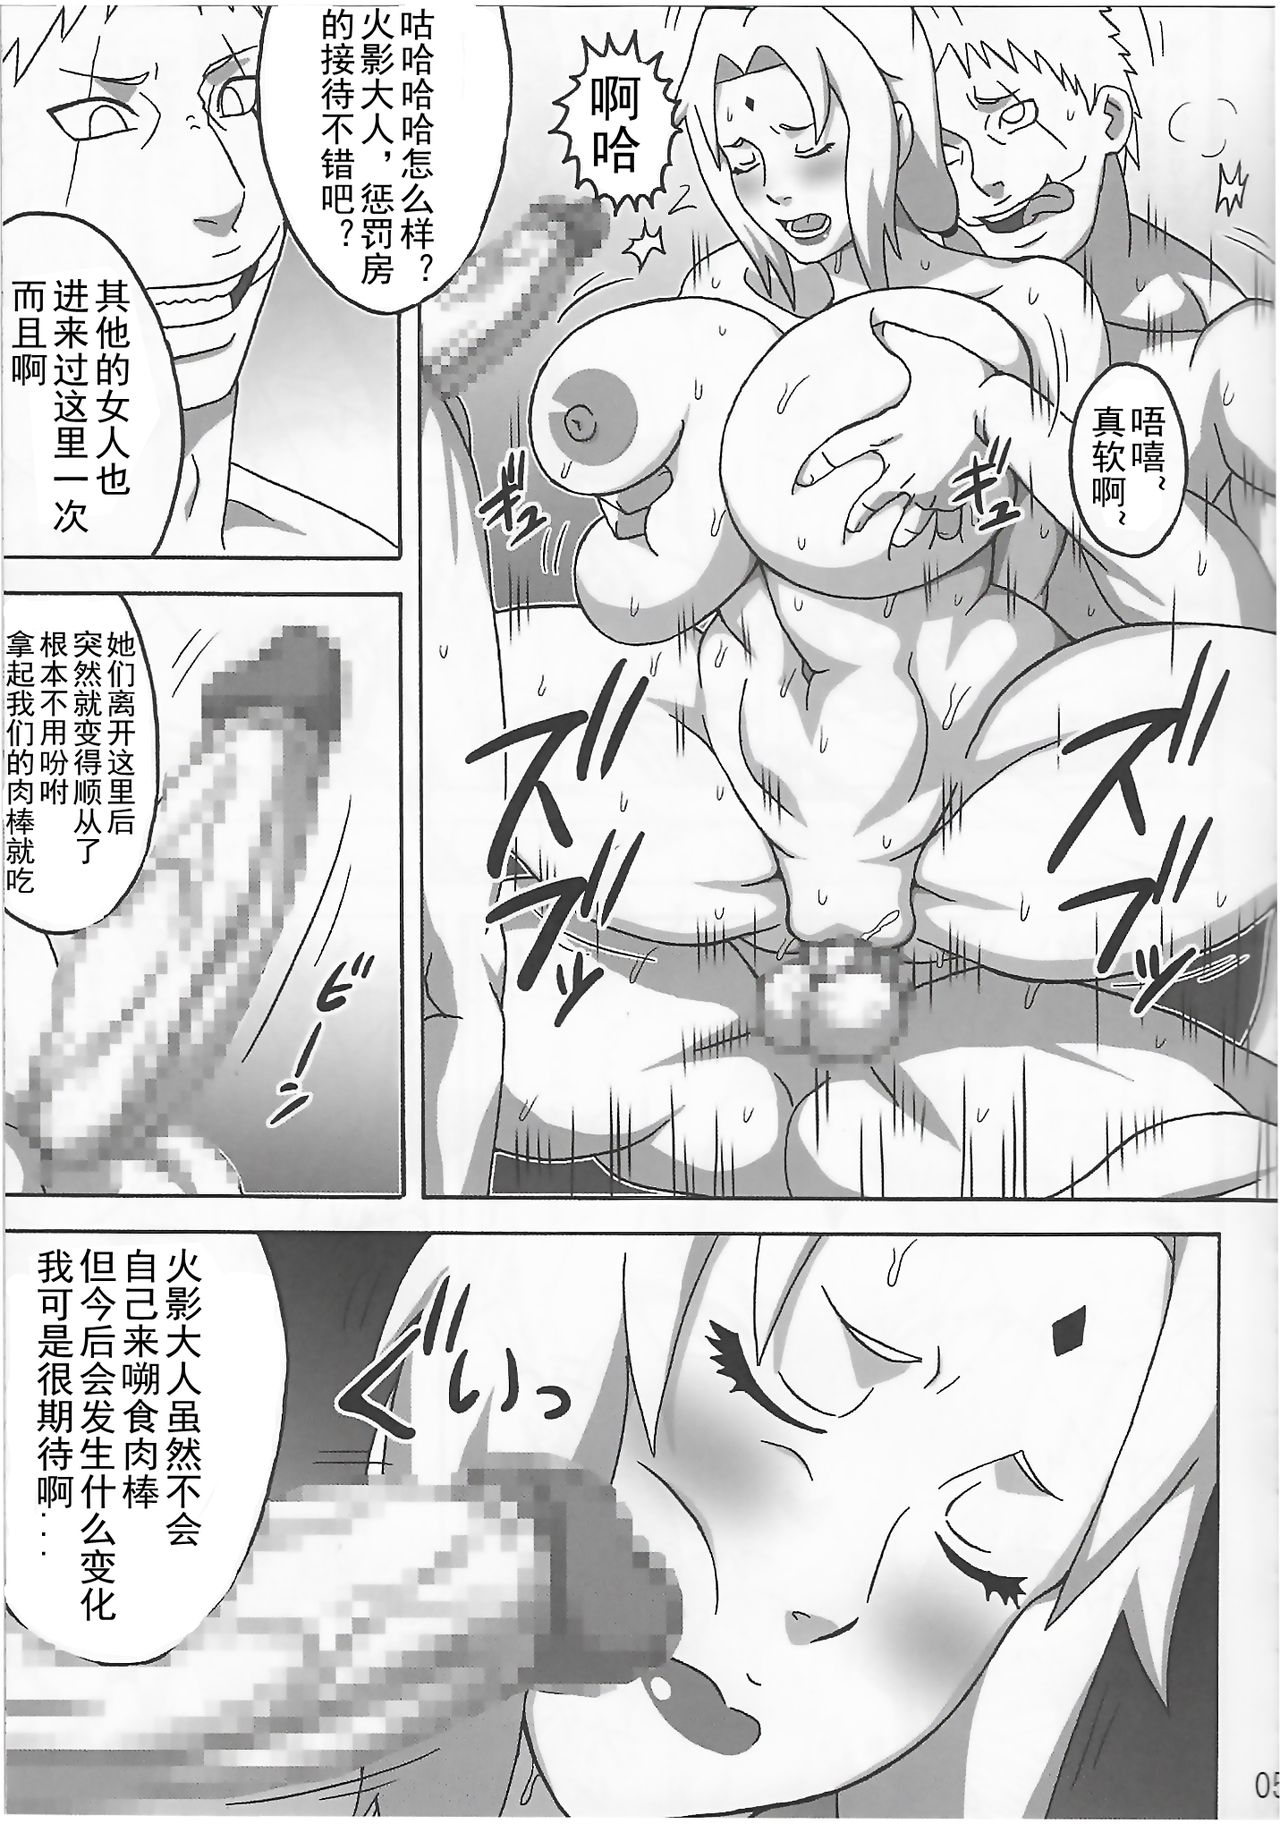 啊哈
咕哈哈哈怎么样？
火影大人，惩罚房
的接待不错吧？
唔嘻~
真软啊~
ギュ
ギュ
ズブッ
ズブッ
其他的女人也
进来过这里一次
而且啊
她们离开这里后
突然就变得顺从了
根本不用吩咐
拿起我们的肉棒就吃
ビーン
ぐいっ
火影大人虽然不会
自己来嗍食肉棒
但今后会发生什么变化
我可是很期待啊…
05